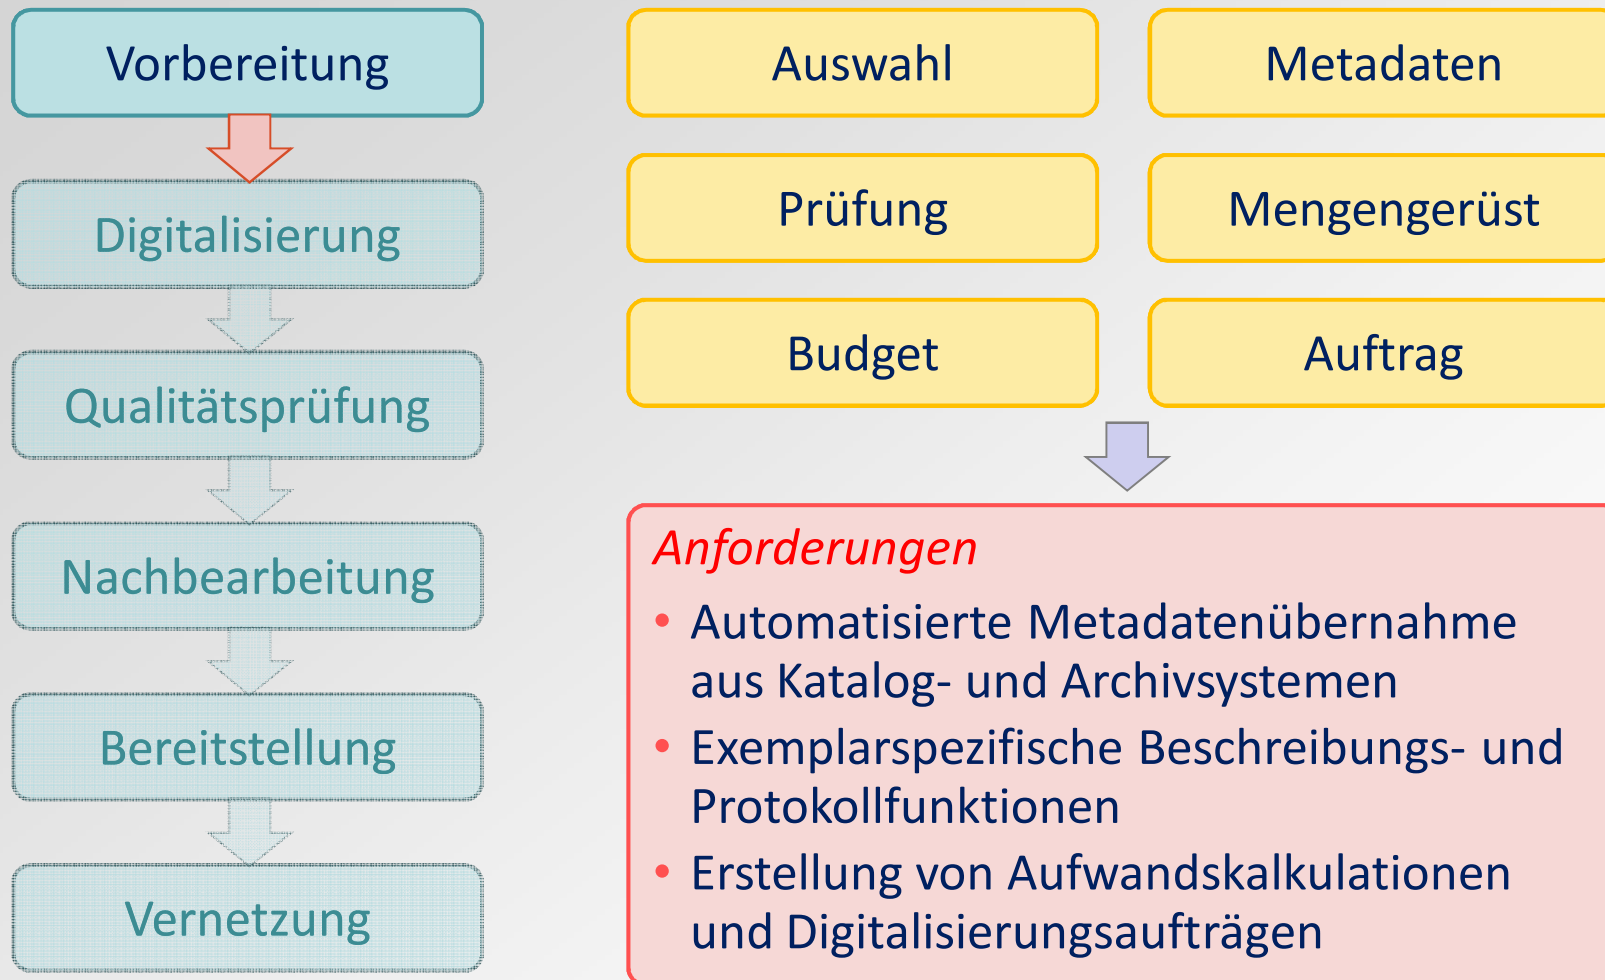 Vorbereitung
Digitalisierung
Qualitätsprüfung
Nachbearbeitung
Bereitstellung
Vernetzung
Auswahl
Metadaten
Prüfung
Mengengerüst
Budget
Auftrag
Anforderungen
• Automatisierte Metadatenübernahme
aus Katalog- und Archivsystemen
• Exemplarspezifische Beschreibungs- und
Protokollfunktionen
• Erstellung von Aufwandskalkulationen
und Digitalisierungsaufträgen